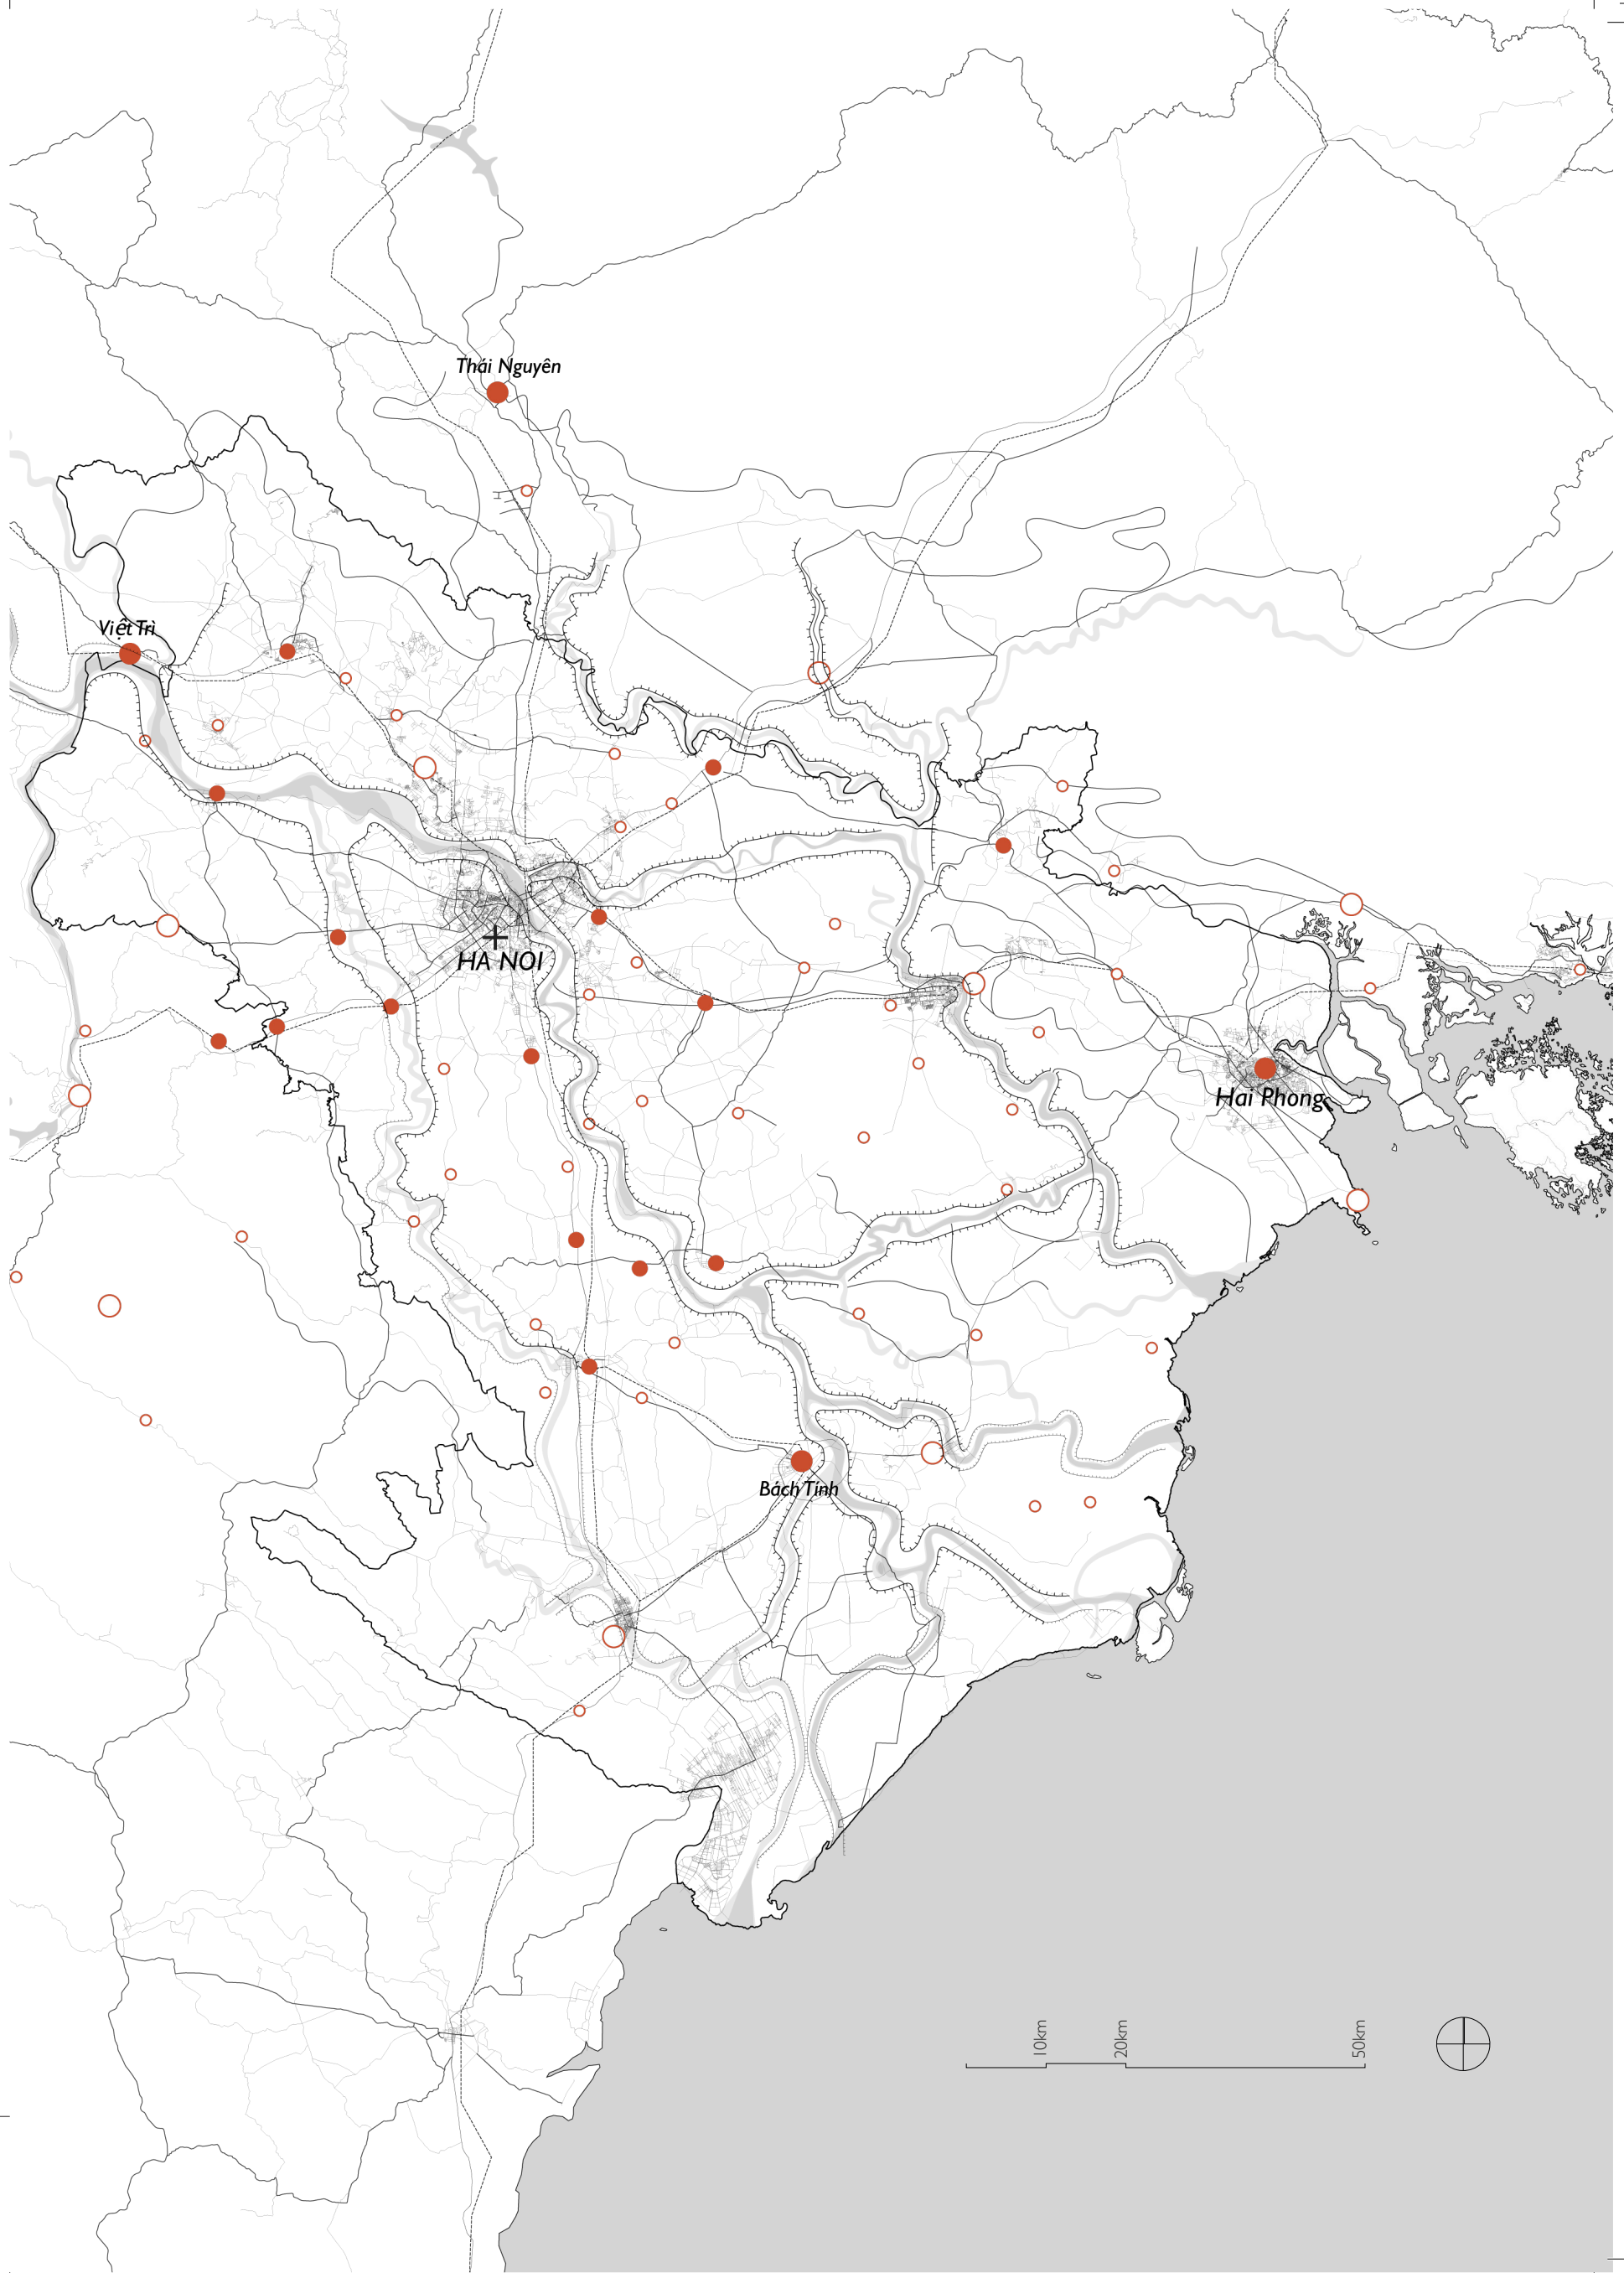 Thái Nguyên
Việt Trì
HA NOI
Hai Phong
Bách Tính
10km
20km
50km